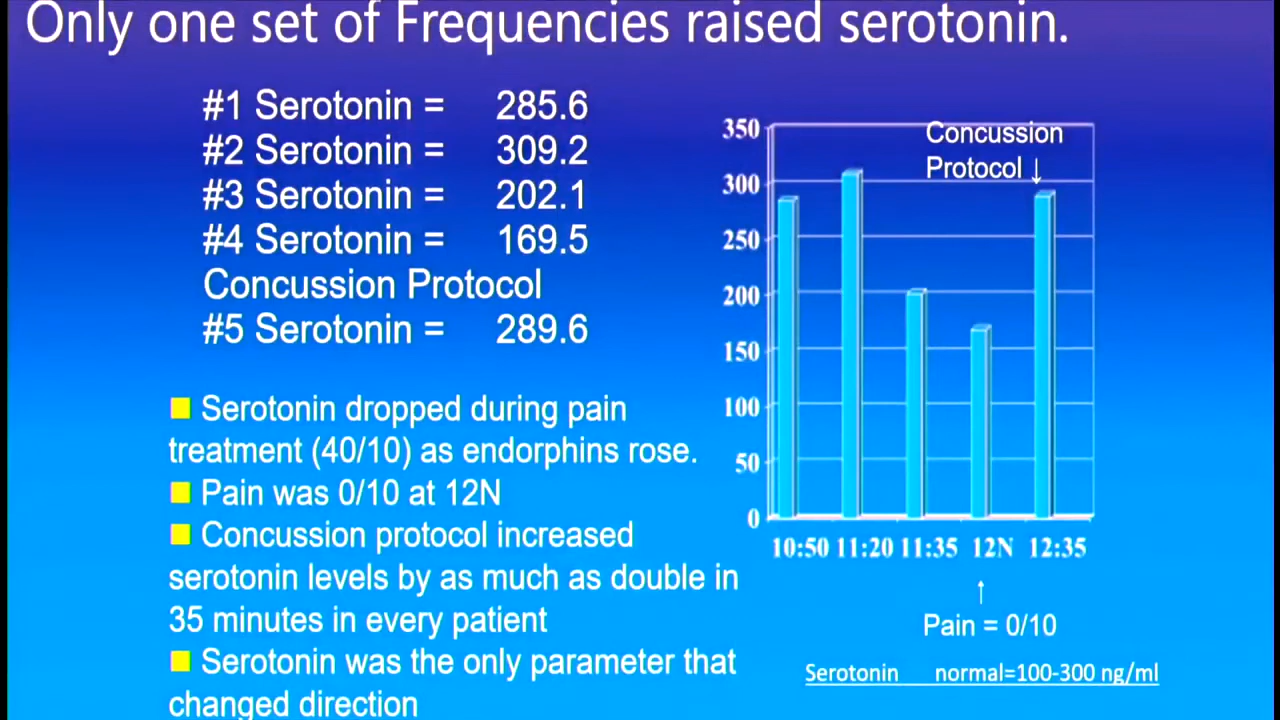 Only one set of Frequencies raised serotonin.
#1 Serotonin = 285.6
#2 Serotonin = 309.2
#3 Serotonin = 202.1
#4 Serotonin = 169.5
Concussion Protocol
#5 Serotonin = 289.6
Serotonin dropped during pain
treatment (40/10) as endorphins rose.
Pain was 0/10 at 12N
Concussion protocol increased
serotonin levels by as much as double in
35 minutes in every patient
Serotonin was the only parameter that
changed direction
Concussion
Protocol ↓
350
300
250
200
150
100
50
0
10:50 11:20 11:35 12N 12:35
↑
Pain = 0/10
Serotonin normal=100-300 ng/ml